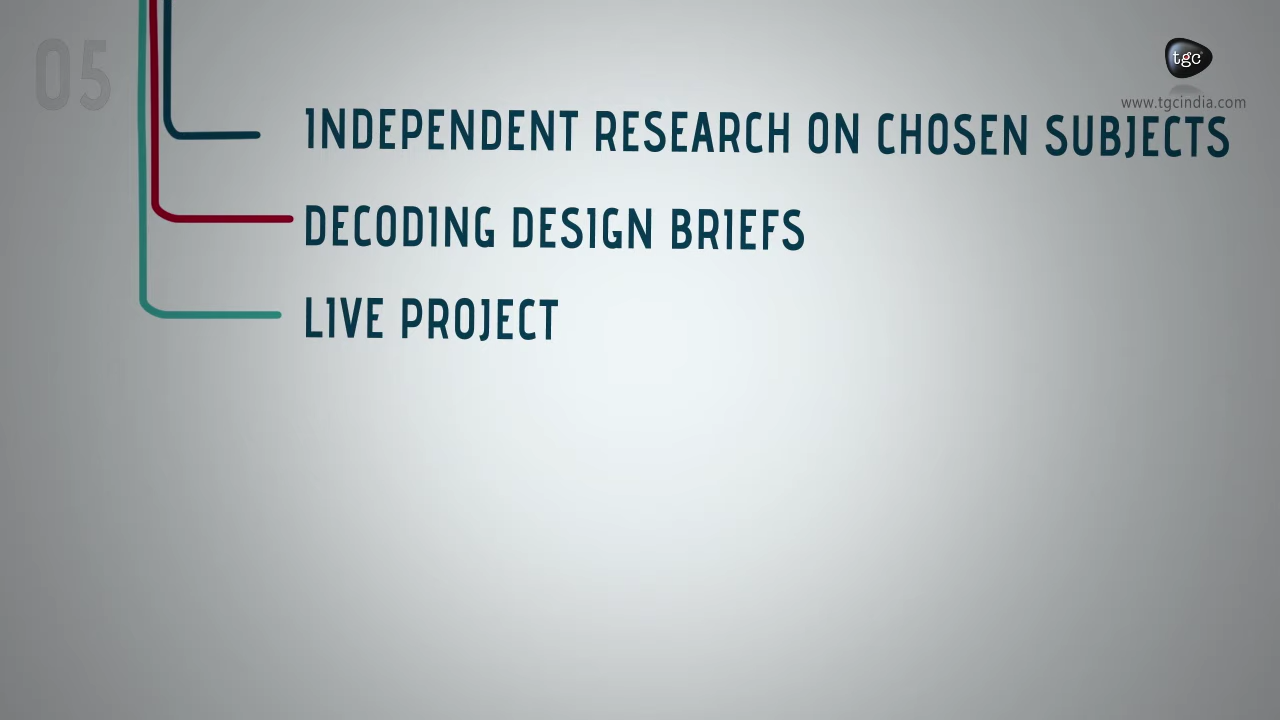 05
tgc
www.tgcindia.com
INDEPENDENT RESEARCH ON CHOSEN SUBJECTS
DECODING DESIGN BRIEFS
LIVE PROJECT